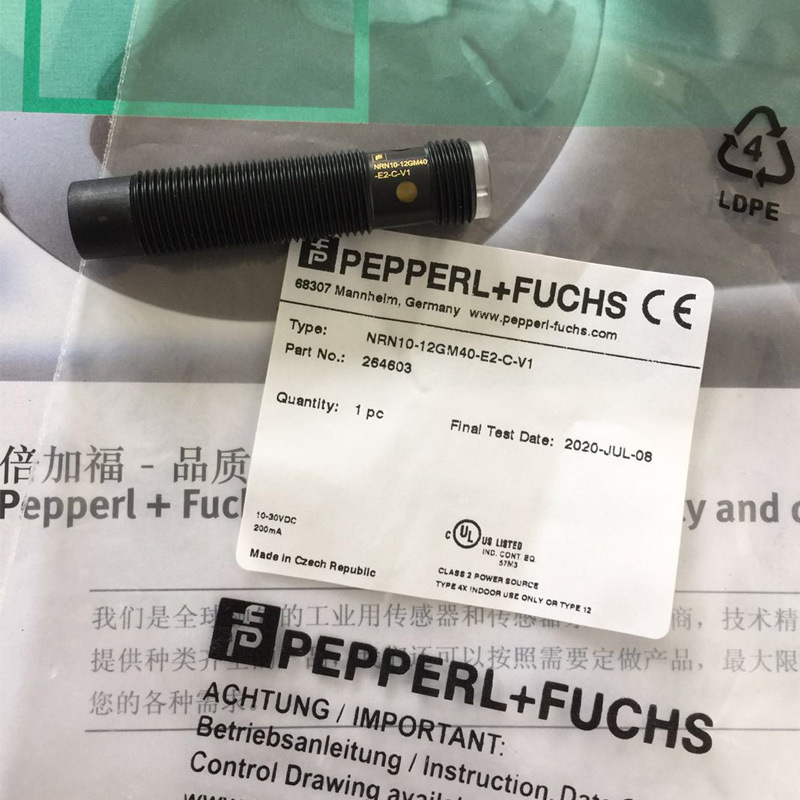 NRN10-12GM40
-E2-C-V1
4
LDPE
PEPPERL+FUCHS CE
68307 Mannheim, Germany www.pepperl-fuchs.com
Type: NRN10-12GM40-E2-C-V1
Part No.: 264603
Quantity: 1 pc
Final Test Date: 2020-JUL-08
10-30VDC
200mA
Made in Czech Republic
C UL US LISTED
IND. CONT. EQ
57M3
CLASS 2 POWER SOURCE
TYPE 4X INDOOR USE ONLY OR TYPE 12
倍加福 - 品质
Pepperl + Fuc
and
我们是全球 的工业用传感器和传感器 商，技术精
提供种类齐 还可以按照需要定做产品，最大限
您的各种需求
PEPPERL+FUCHS
ACHTUNG / IMPORTANT:
Betriebsanleitung / Instruction,
Control Drawing